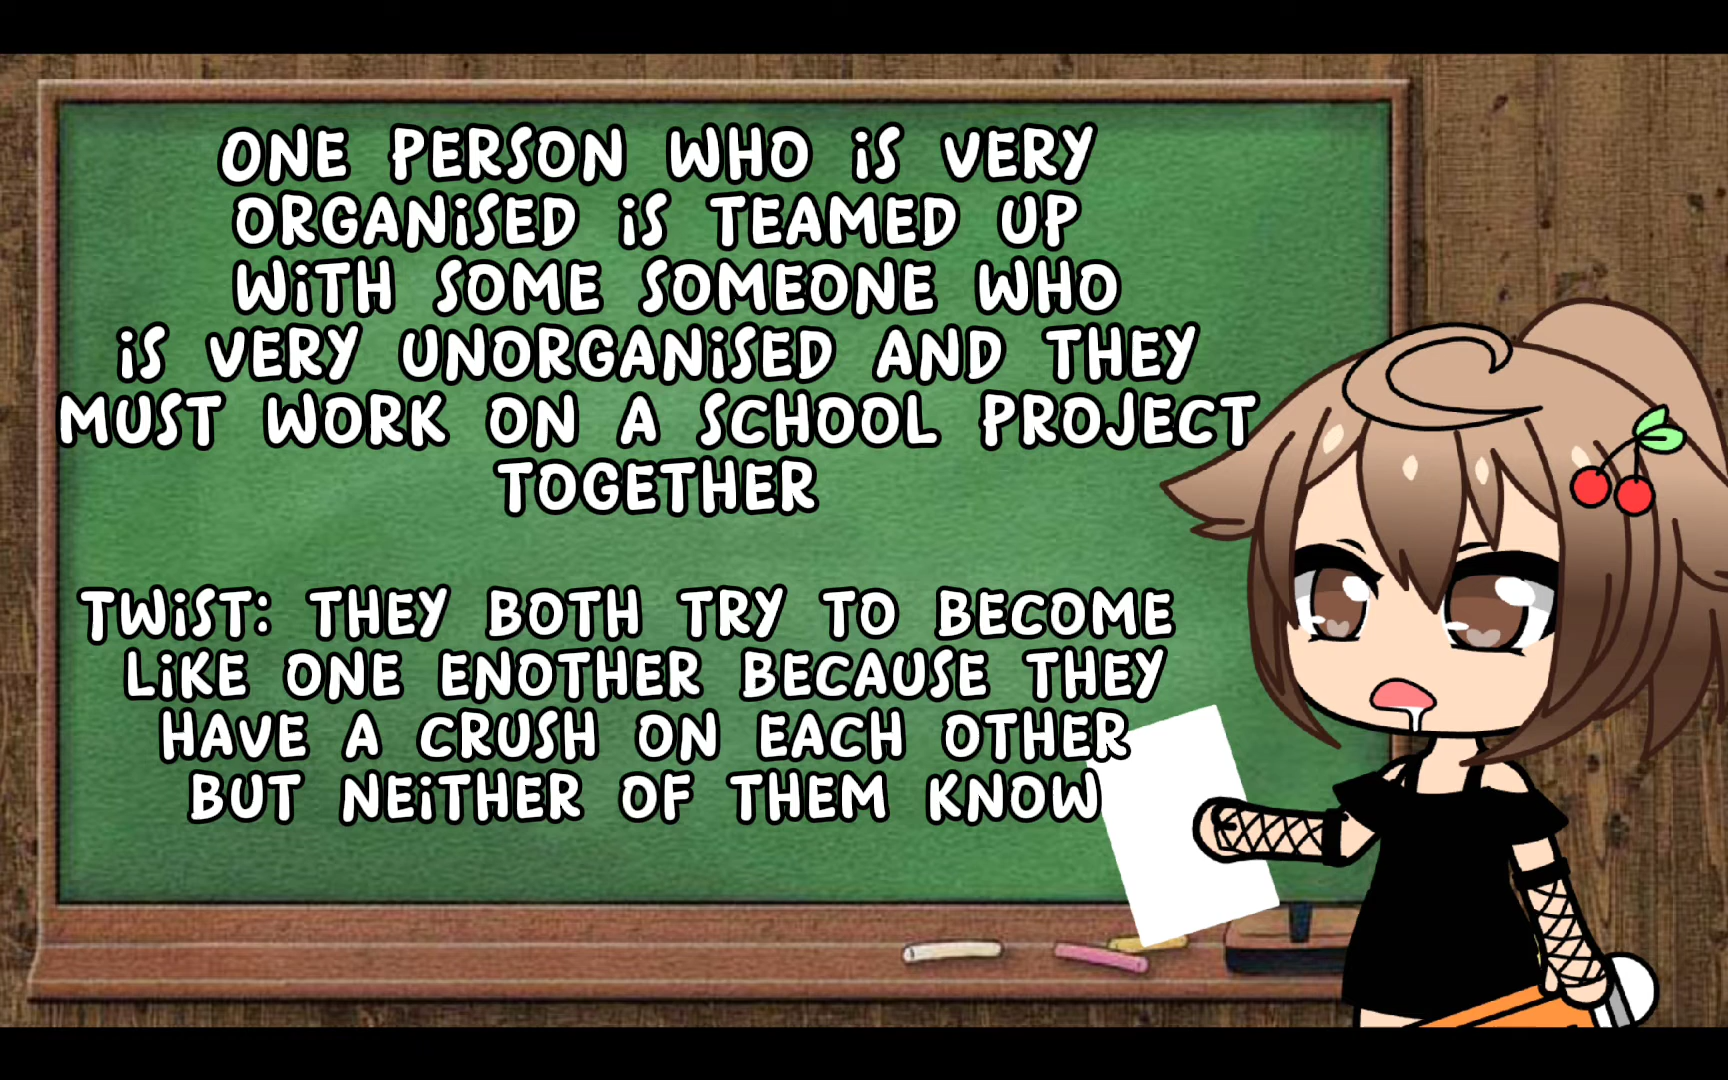 ONE PERSON WHO iS VERY
ORGANiSED iS TEAMED UP
WiTH SOME SOMEONE WHO
iS VERY UNORGANiSED AND THEY
MUST WORK ON A SCHOOL PROJECT
TOGETHER
TWiST: THEY BOTH TRY TO BECOME
LiKE ONE ENOTHER BECAUSE THEY
HAVE A CRUSH ON EACH OTHER
BUT NEiTHER OF THEM KNOW